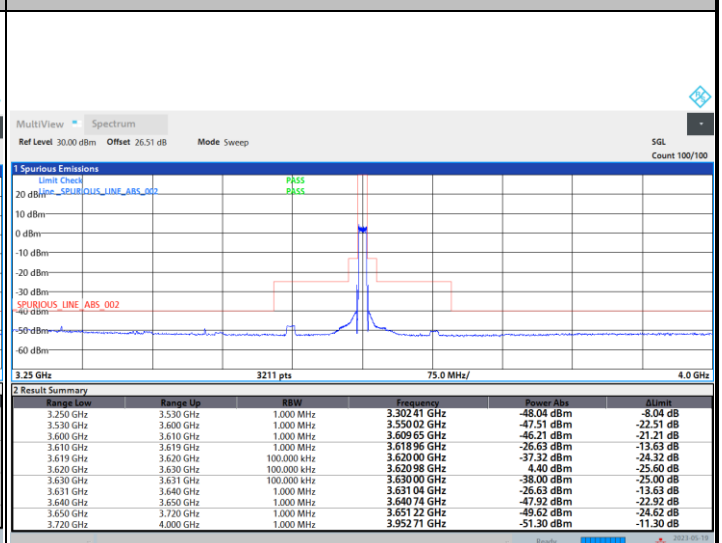 MultiView Spectrum
Ref Level 30.00 dBm Offset 26.51 dB Mode Sweep SGL
Count 100/100
1 Spurious Emissions
Limit Check PASS
Line _SPURIOUS_LINE_ABS_002 PASS
20 dBm
10 dBm
0 dBm
-10 dBm
-20 dBm
-30 dBm
SPURIOUS_LINE_ABS_002
-40 dBm
-50 dBm
-60 dBm
3.25 GHz 3211 pts 75.0 MHz/ 4.0 GHz
2 Result Summary
Range Low Range Up RBW Frequency Power Abs ΔLimit
3.250 GHz 3.530 GHz 1.000 MHz 3.302 41 GHz -48.04 dBm -8.04 dB
3.530 GHz 3.600 GHz 1.000 MHz 3.550 02 GHz -47.51 dBm -22.51 dB
3.600 GHz 3.610 GHz 1.000 MHz 3.609 65 GHz -46.21 dBm -21.21 dB
3.610 GHz 3.619 GHz 1.000 MHz 3.618 96 GHz -26.63 dBm -13.63 dB
3.619 GHz 3.620 GHz 100.000 kHz 3.620 00 GHz -37.32 dBm -24.32 dB
3.620 GHz 3.630 GHz 100.000 kHz 3.620 98 GHz 4.40 dBm -25.60 dB
3.630 GHz 3.631 GHz 100.000 kHz 3.630 00 GHz -38.00 dBm -25.00 dB
3.631 GHz 3.640 GHz 1.000 MHz 3.631 04 GHz -26.63 dBm -13.63 dB
3.640 GHz 3.650 GHz 1.000 MHz 3.640 74 GHz -47.92 dBm -22.92 dB
3.650 GHz 3.720 GHz 1.000 MHz 3.651 22 GHz -49.62 dBm -24.62 dB
3.720 GHz 4.000 GHz 1.000 MHz 3.952 71 GHz -51.30 dBm -11.30 dB
Ready 2023-05-19